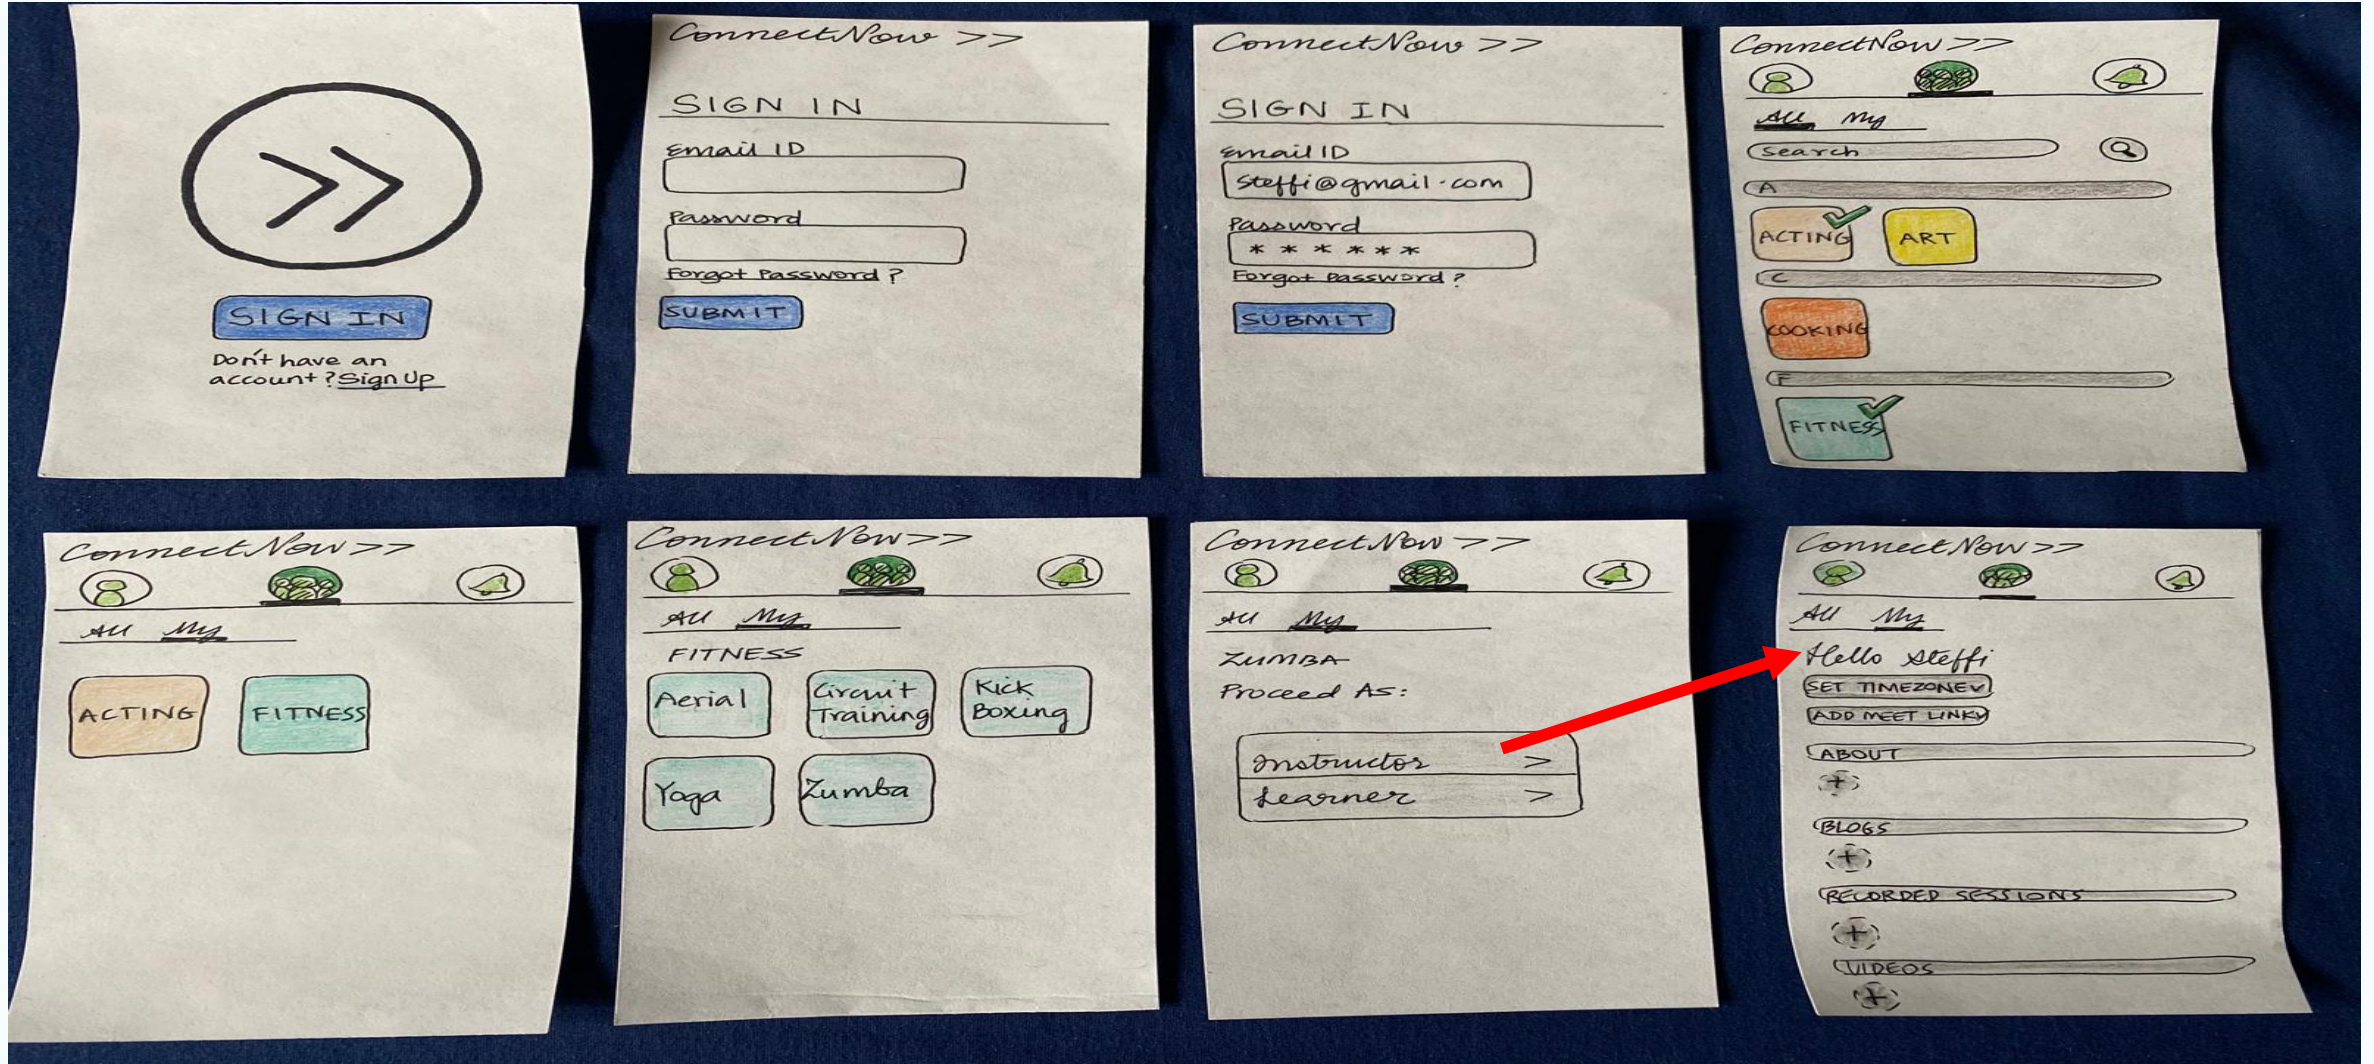 >>
SIGN IN
Don't have an
account? Sign Up
ConnectNow >>
SIGN IN
Email ID
Password
Forgot Password?
SUBMIT
ConnectNow >>
SIGN IN
Email ID
steffi@gmail.com
Password
* * * * * *
Forgot Password?
SUBMIT
ConnectNow >>
All My
Search
A
ACTING ART
C
COOKING
F
FITNESS
ConnectNow >>
All My
ACTING FITNESS
ConnectNow >>
All My
FITNESS
Aerial Circuit Training Kick Boxing
Yoga Zumba
ConnectNow >>
All My
ZUMBA
Proceed As:
Instructor >
Learner >
ConnectNow >>
All My
Hello Steffi
SET TIMEZONE v
ADD MEET LINK v
ABOUT
+
BLOGS
+
RECORDED SESSIONS
+
VIDEOS
+